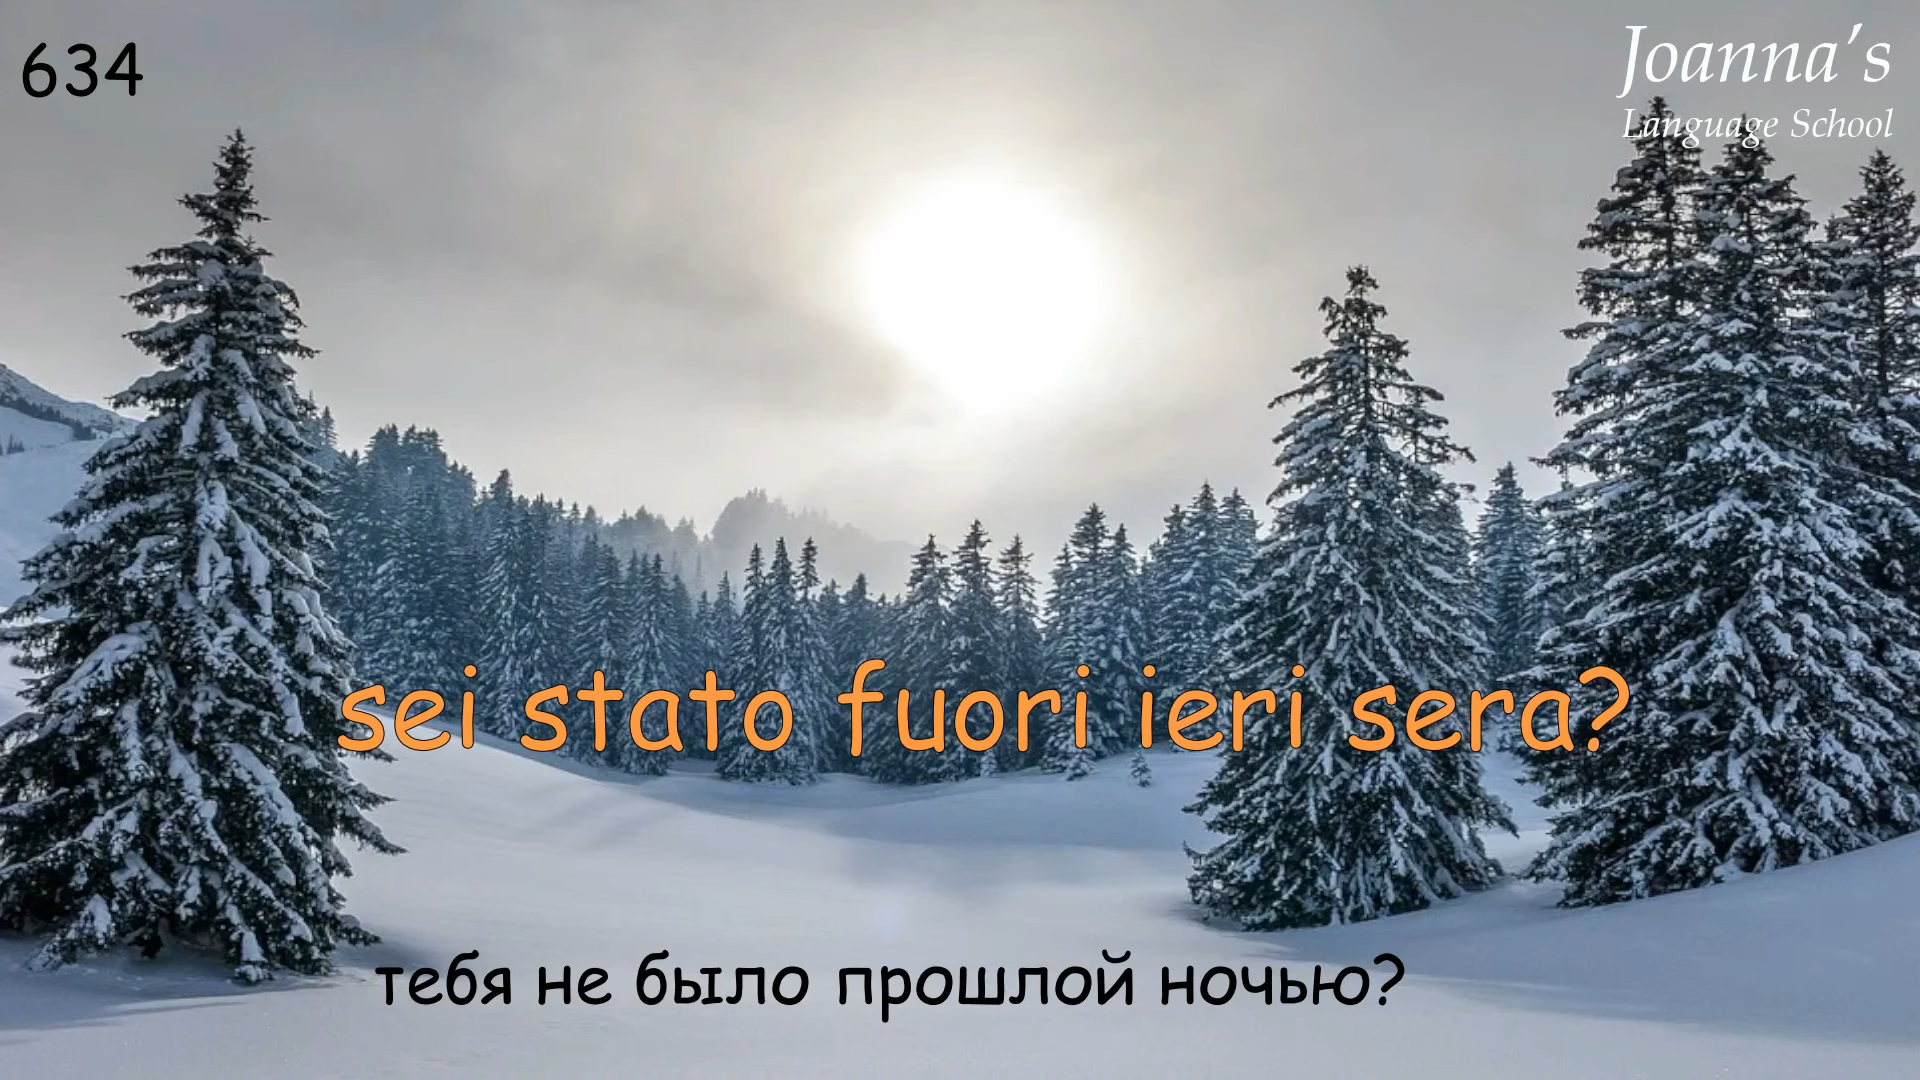 634
Joanna's
Language School
sei stato fuori ieri sera?
тебя не было прошлой ночью?